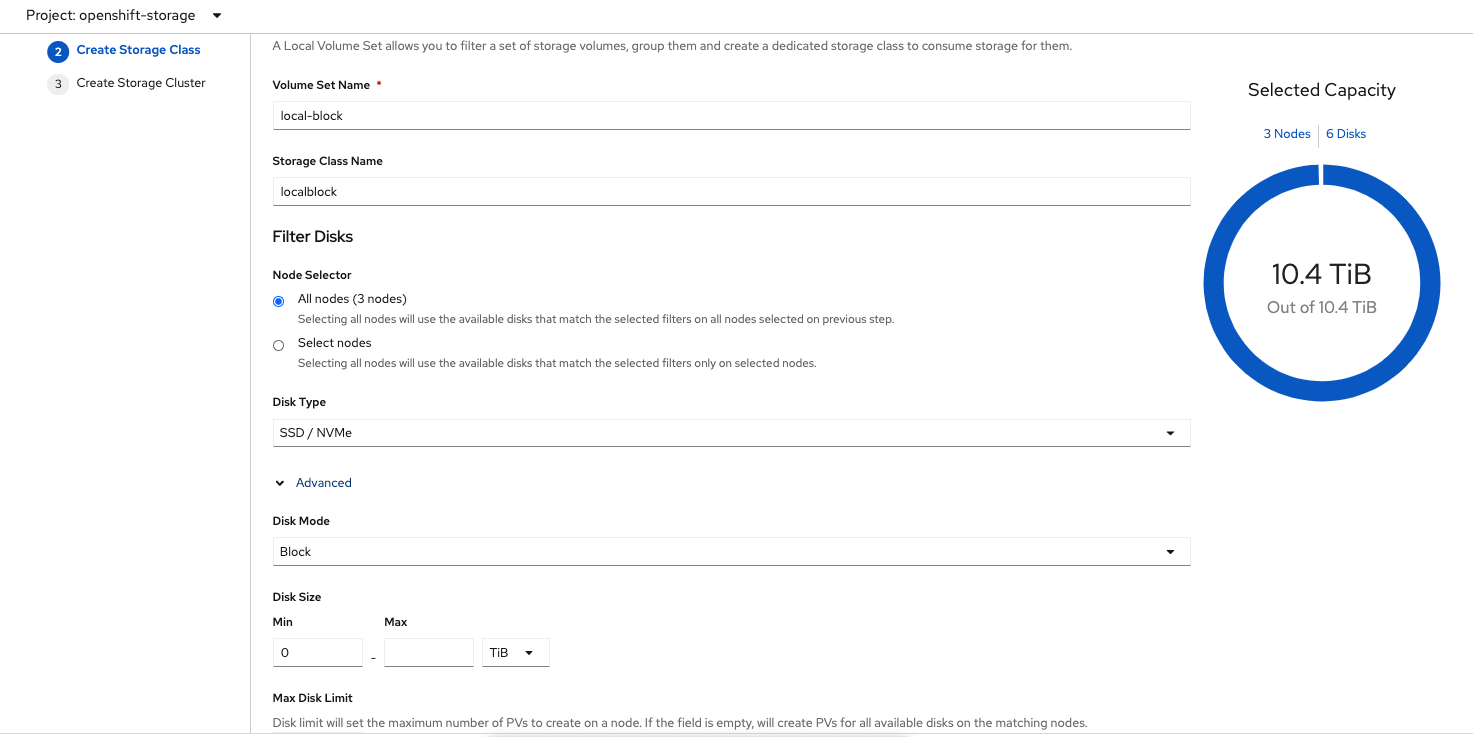 Project: openshift-storage
2 Create Storage Class
3 Create Storage Cluster
A Local Volume Set allows you to filter a set of storage volumes, group them and create a dedicated storage class to consume storage for them.
Volume Set Name *
local-block
Storage Class Name
localblock
Filter Disks
Node Selector
All nodes (3 nodes)
Selecting all nodes will use the available disks that match the selected filters on all nodes selected on previous step.
Select nodes
Selecting all nodes will use the available disks that match the selected filters only on selected nodes.
Disk Type
SSD / NVMe
Advanced
Disk Mode
Block
Disk Size
Min Max
0 - TiB
Max Disk Limit
Disk limit will set the maximum number of PVs to create on a node. If the field is empty, will create PVs for all available disks on the matching nodes.
Selected Capacity
3 Nodes 6 Disks
10.4 TiB
Out of 10.4 TiB